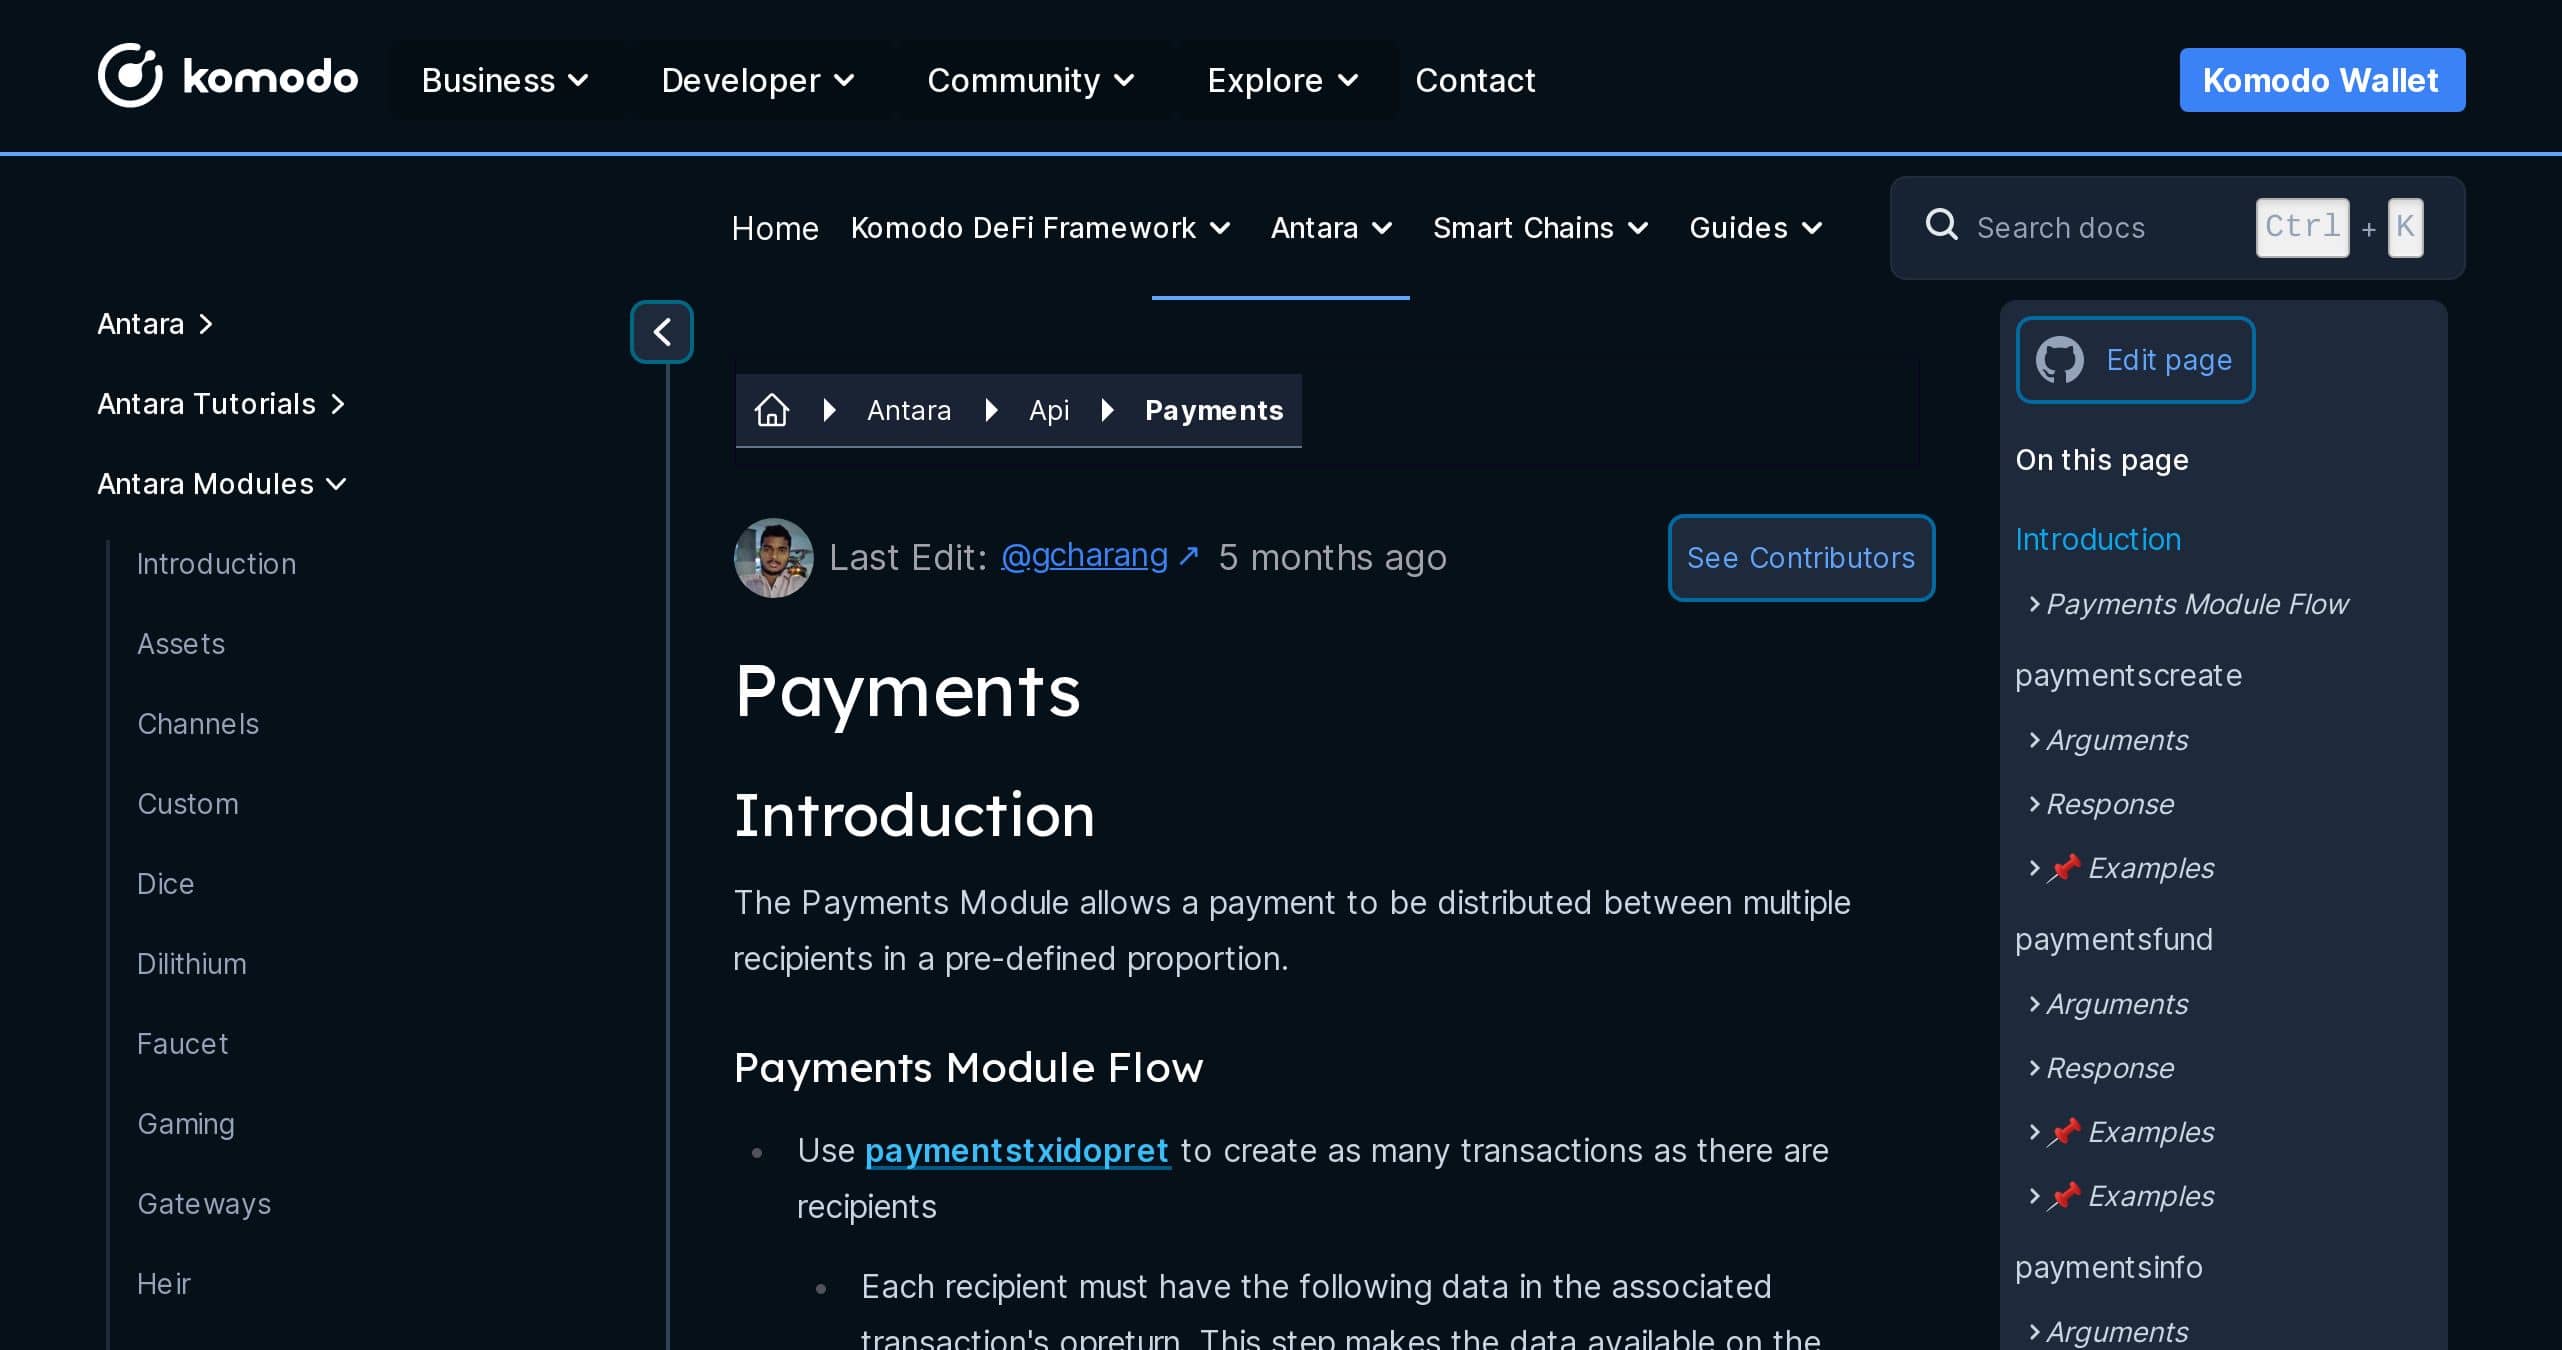 komodo
Business
Developer
Community
Explore
Contact
Komodo Wallet
Home
Komodo DeFi Framework
Antara
Smart Chains
Guides
Search docs
Ctrl + K
Antara
Antara Tutorials
Antara Modules
Introduction
Assets
Channels
Custom
Dice
Dilithium
Faucet
Gaming
Gateways
Heir
Antara
Api
Payments
Last Edit: @gcharang ↗ 5 months ago
See Contributors
Payments
Introduction
The Payments Module allows a payment to be distributed between multiple
recipients in a pre-defined proportion.
Payments Module Flow
Use paymentstxidopret to create as many transactions as there are
recipients
Each recipient must have the following data in the associated
transaction's opreturn. This step makes the data available on the
Edit page
On this page
Introduction
Payments Module Flow
paymentscreate
Arguments
Response
📌 Examples
paymentsfund
Arguments
Response
📌 Examples
📌 Examples
paymentsinfo
Arguments